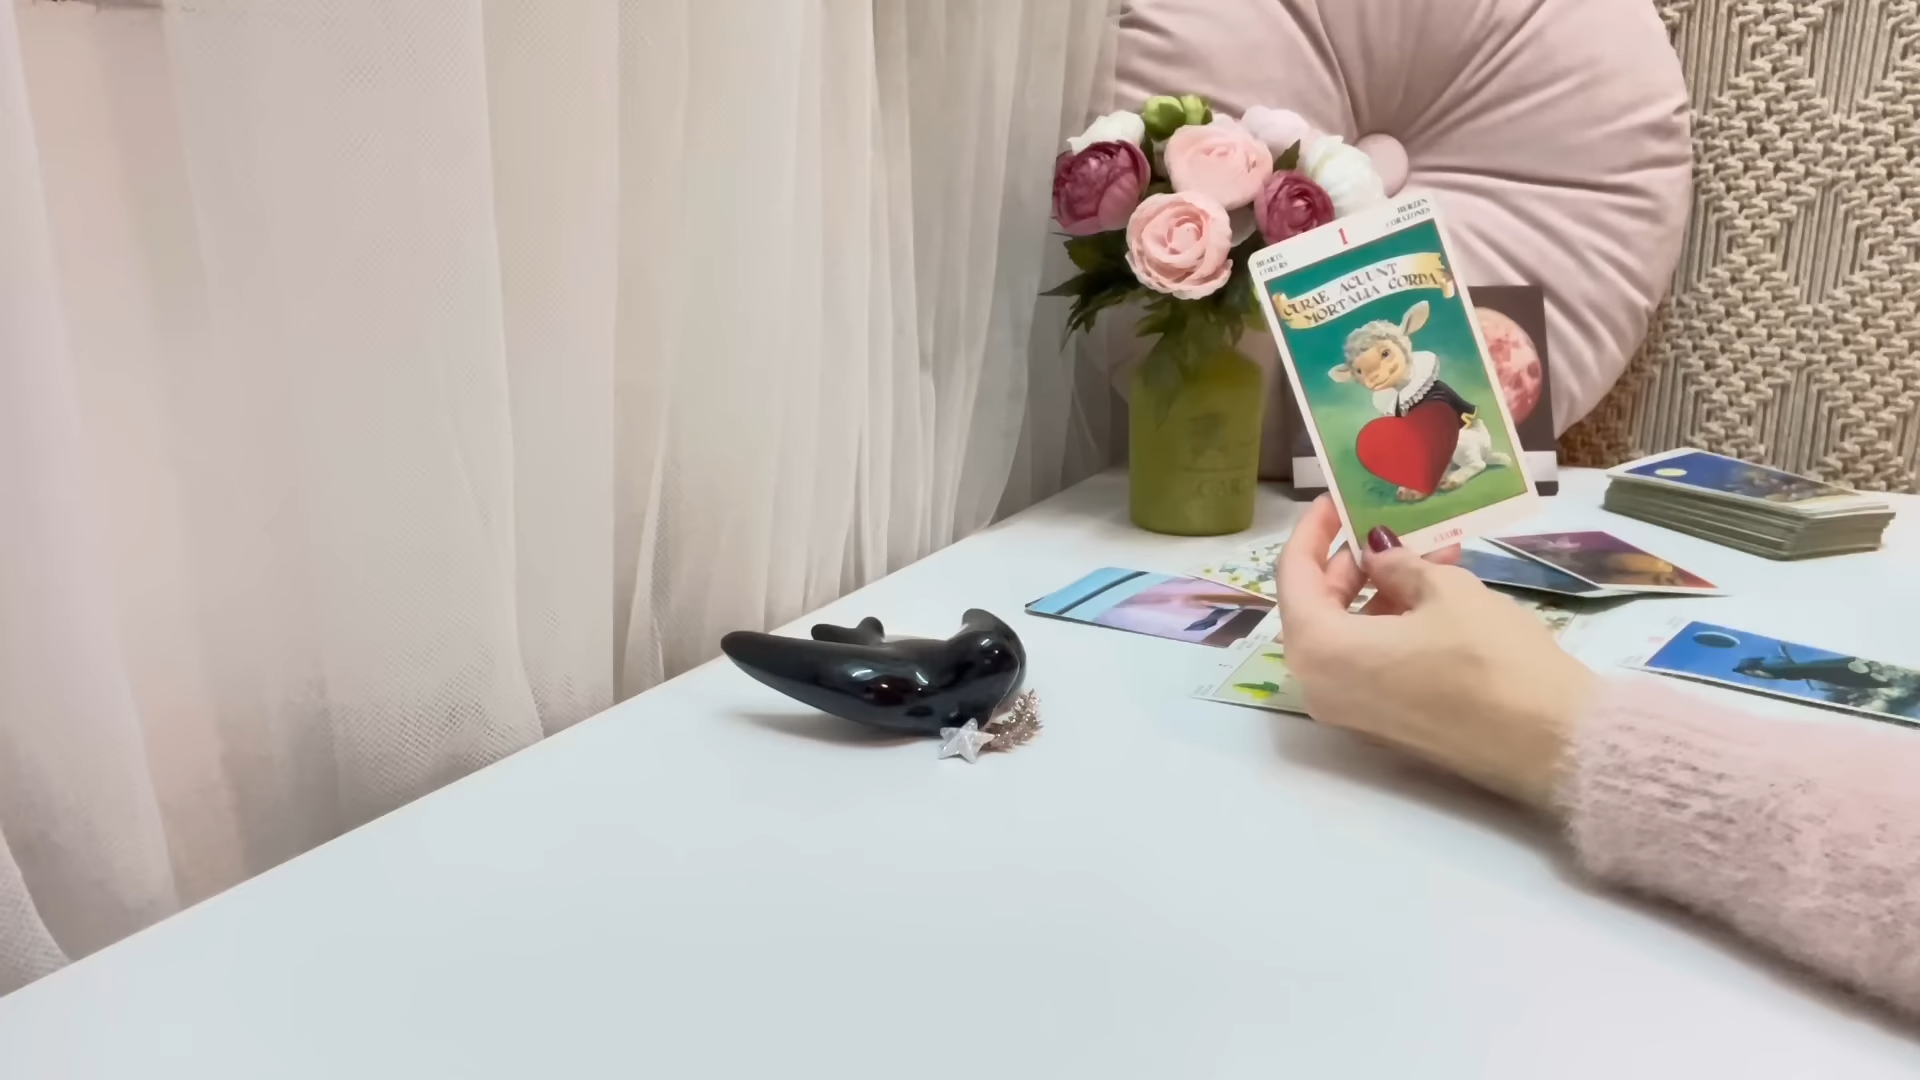 1
HEARTS
COEURS
HERZEN
CORAZONES
CURAE ACUUNT
MORTALIA CORDA